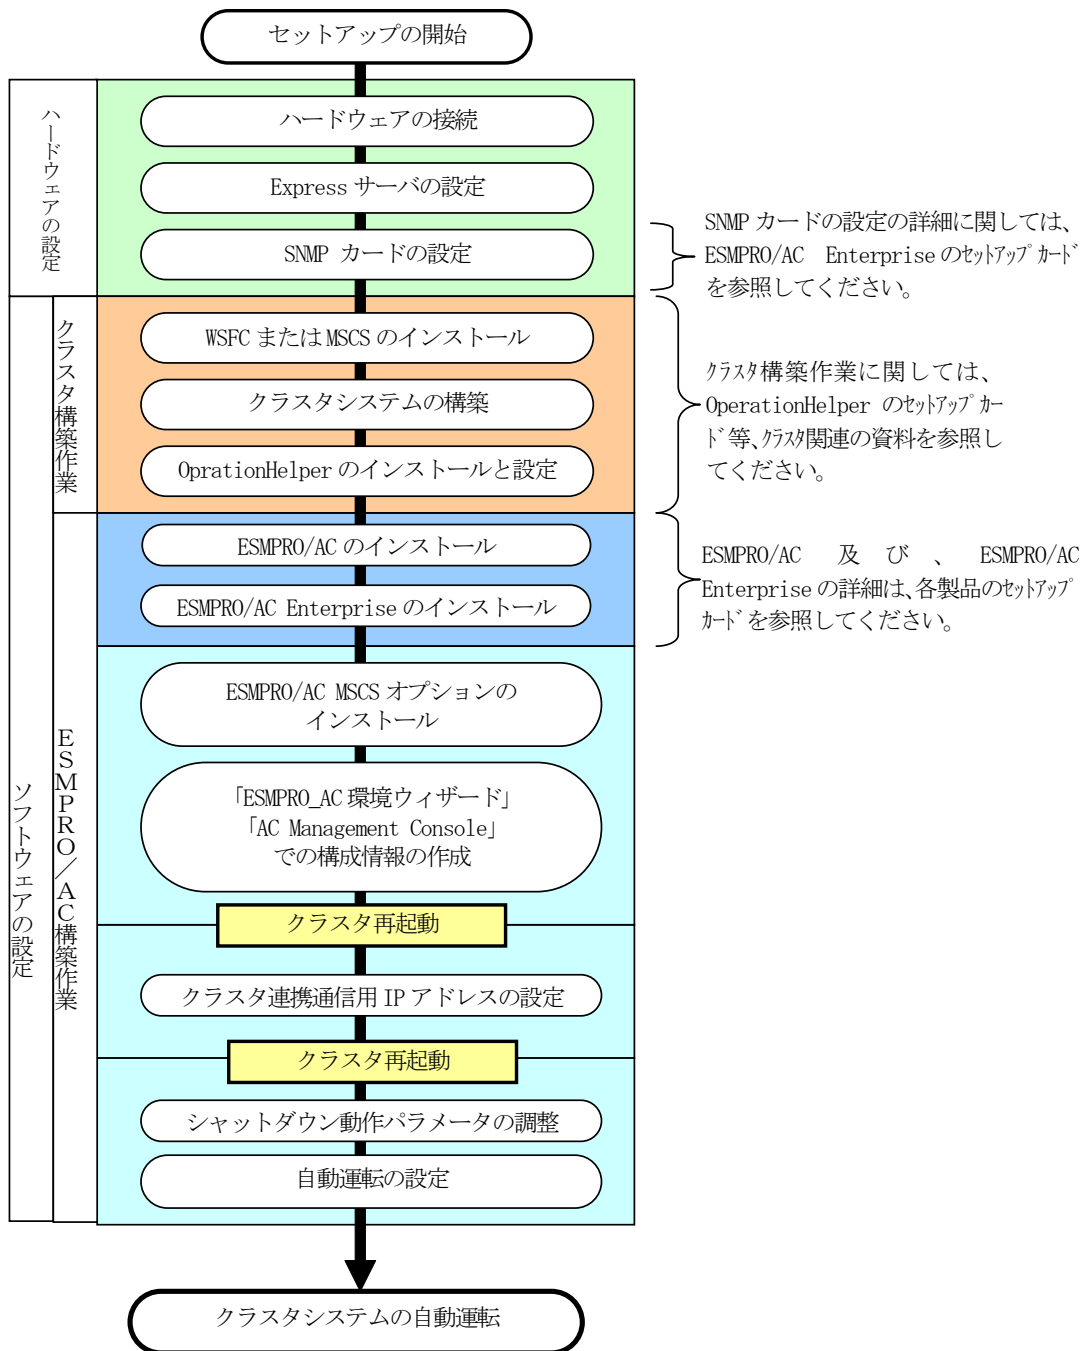 セットアップの開始
ハードウェアの設定
ハードウェアの接続
Express サーバの設定
SNMP カードの設定
SNMP カードの設定の詳細に関しては、
ESMPRO/AC Enterprise のセットアップカード
を参照してください。
ソフトウェアの設定
クラスタ構築作業
WSFC または MSCS のインストール
クラスタシステムの構築
OprationHelper のインストールと設定
クラスタ構築作業に関しては、
OperationHelper のセットアップカー
ド等、クラスタ関連の資料を参照し
てください。
ESMPRO/AC構築作業
ESMPRO/AC のインストール
ESMPRO/AC Enterprise のインストール
ESMPRO/AC 及び、 ESMPRO/AC
Enterprise の詳細は、各製品のセットアップ
カードを参照してください。
ESMPRO/AC MSCS オプションの
インストール
「ESMPRO_AC 環境ウィザード」
「AC Management Console」
での構成情報の作成
クラスタ再起動
クラスタ連携通信用 IP アドレスの設定
クラスタ再起動
シャットダウン動作パラメータの調整
自動運転の設定
クラスタシステムの自動運転